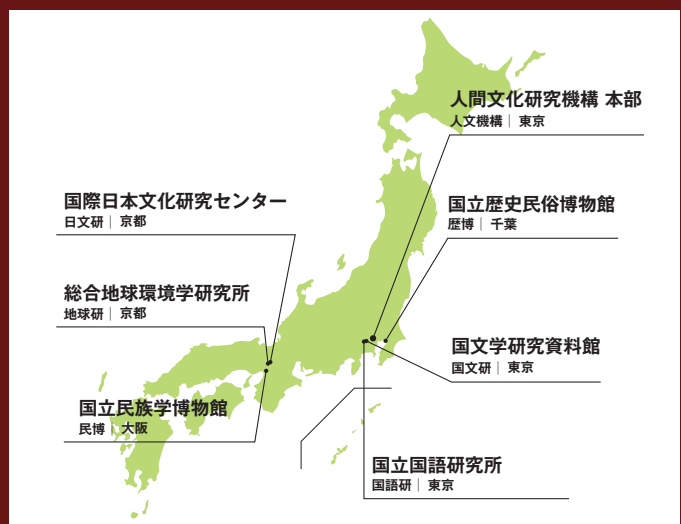 人間文化研究機構 本部
人文機構｜東京
国際日本文化研究センター
日文研｜京都
国立歴史民俗博物館
歴博｜千葉
総合地球環境学研究所
地球研｜京都
国文学研究資料館
国文研｜東京
国立民族学博物館
民博｜大阪
国立国語研究所
国語研｜東京